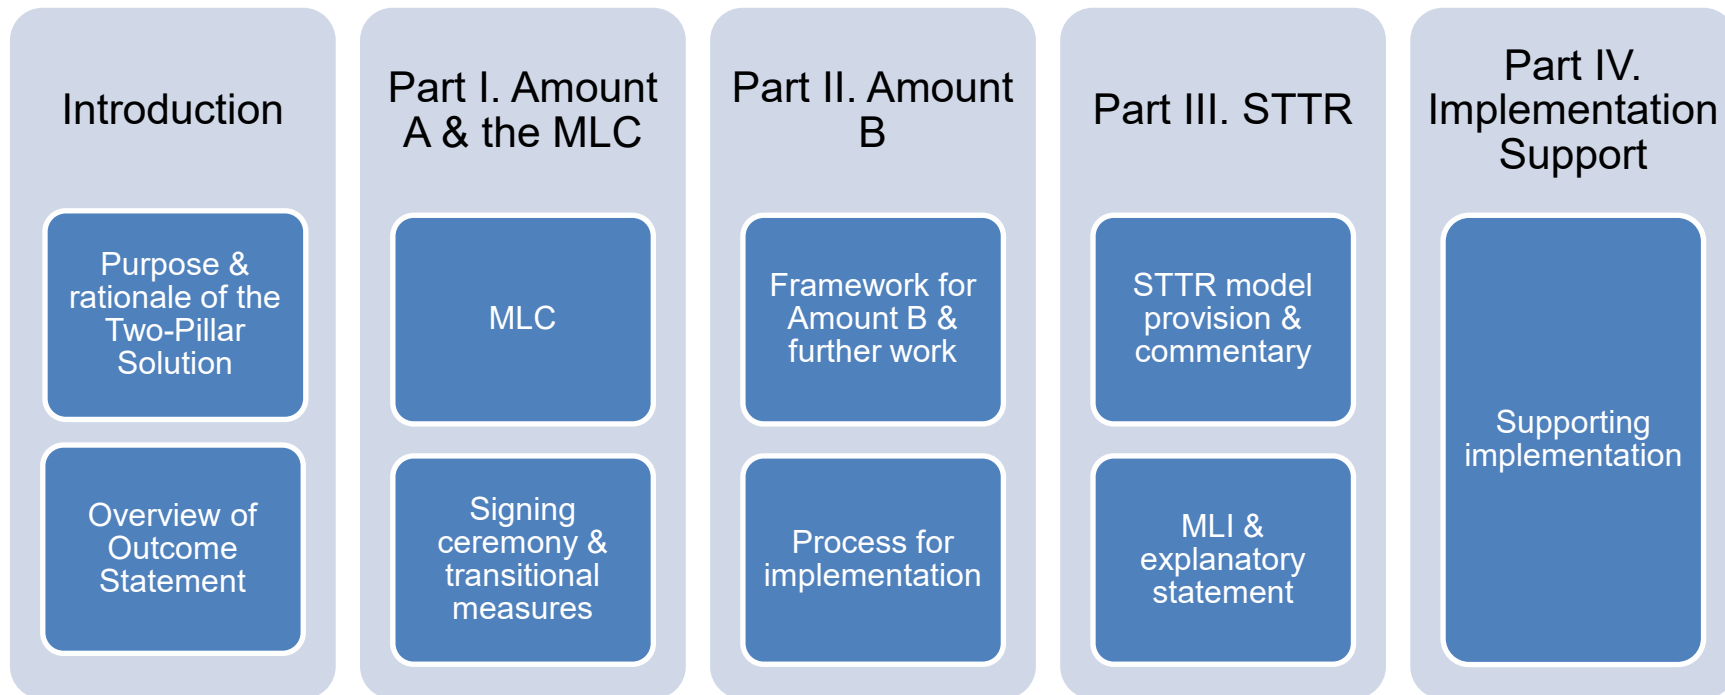 Introduction
Purpose &
rationale of the
Two-Pillar
Solution
Overview of
Outcome
Statement
Part I. Amount
A & the MLC
MLC
Signing
ceremony &
transitional
measures
Part II. Amount
B
Framework for
Amount B &
further work
Process for
implementation
Part III. STTR
STTR model
provision &
commentary
MLI &
explanatory
statement
Part IV.
Implementation
Support
Supporting
implementation